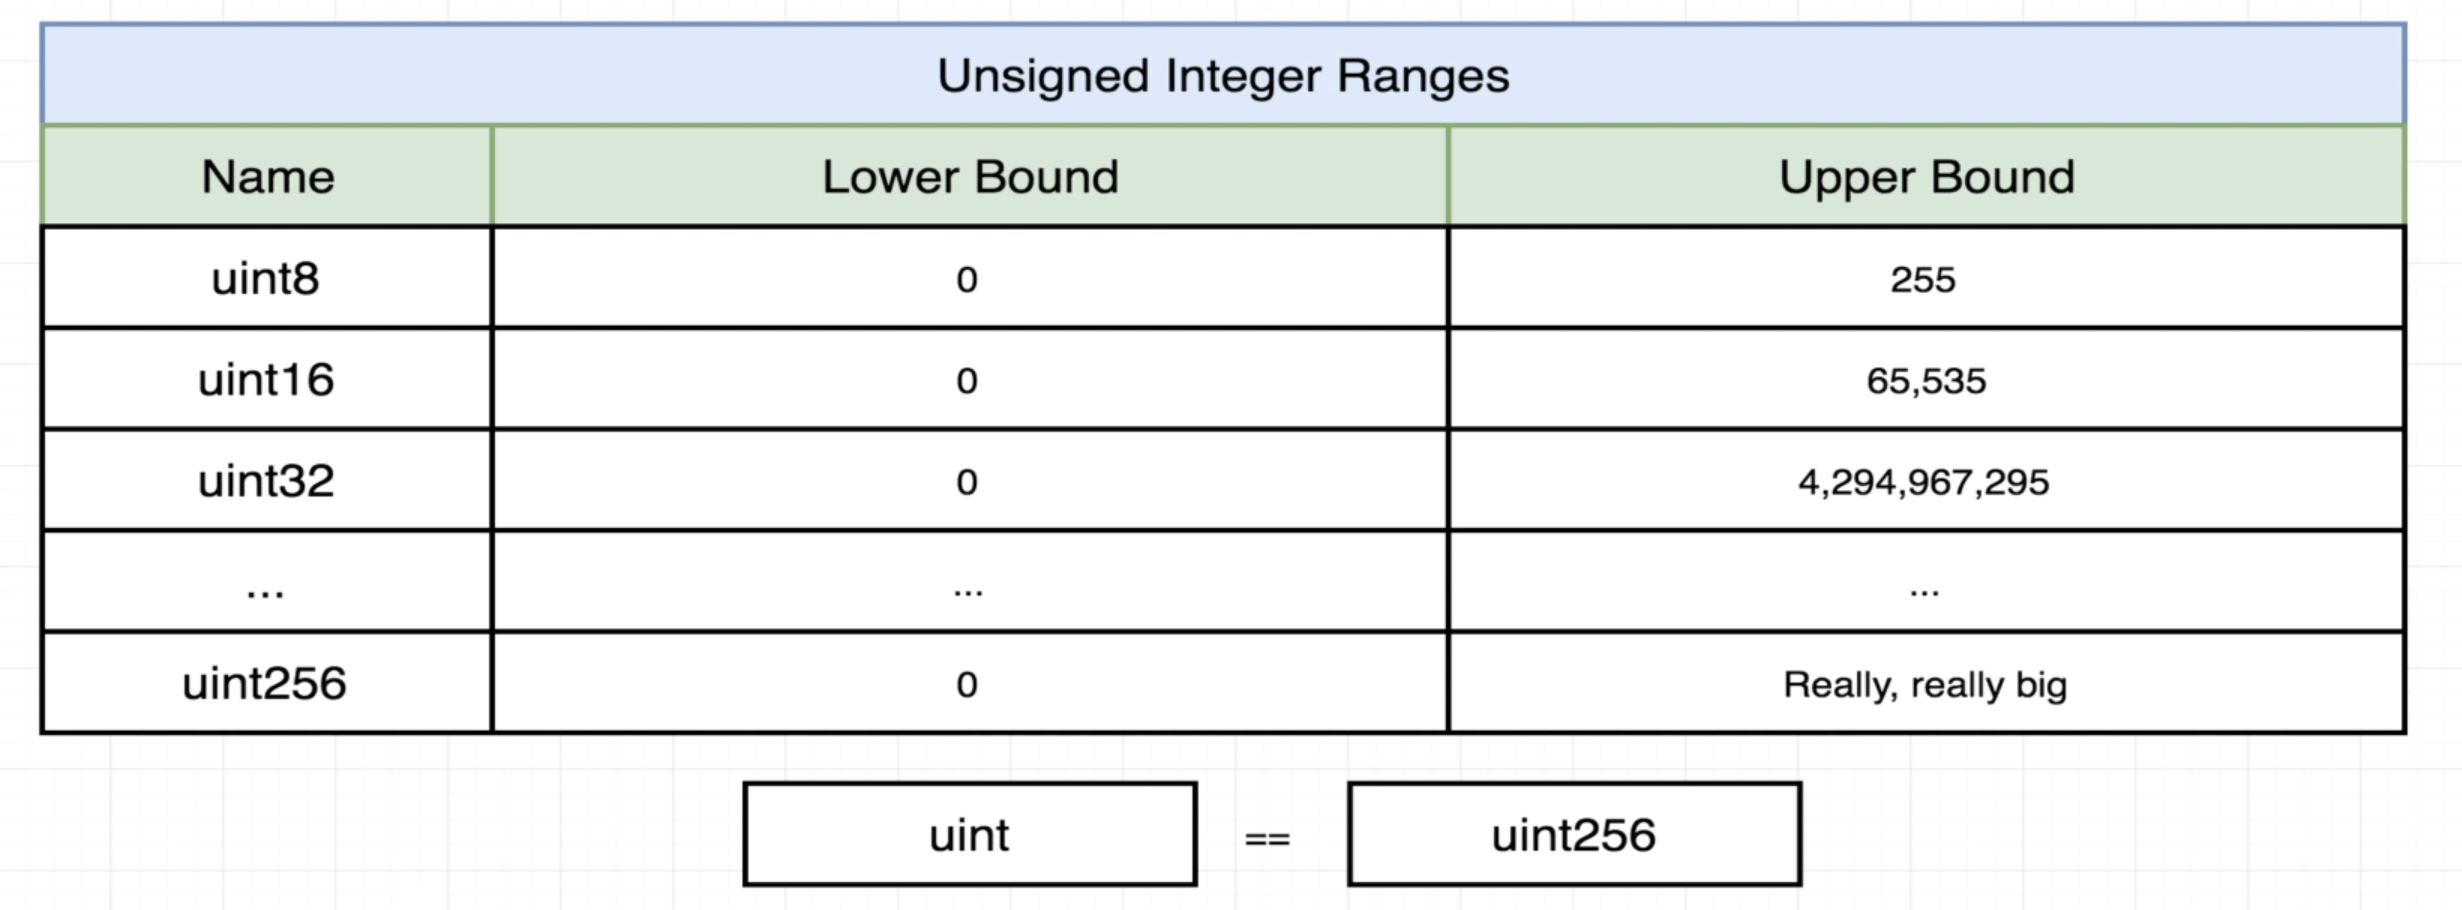 Unsigned Integer Ranges
Name Lower Bound Upper Bound
uint8 0 255
uint16 0 65,535
uint32 0 4,294,967,295
... ... ...
uint256 0 Really, really big
uint == uint256